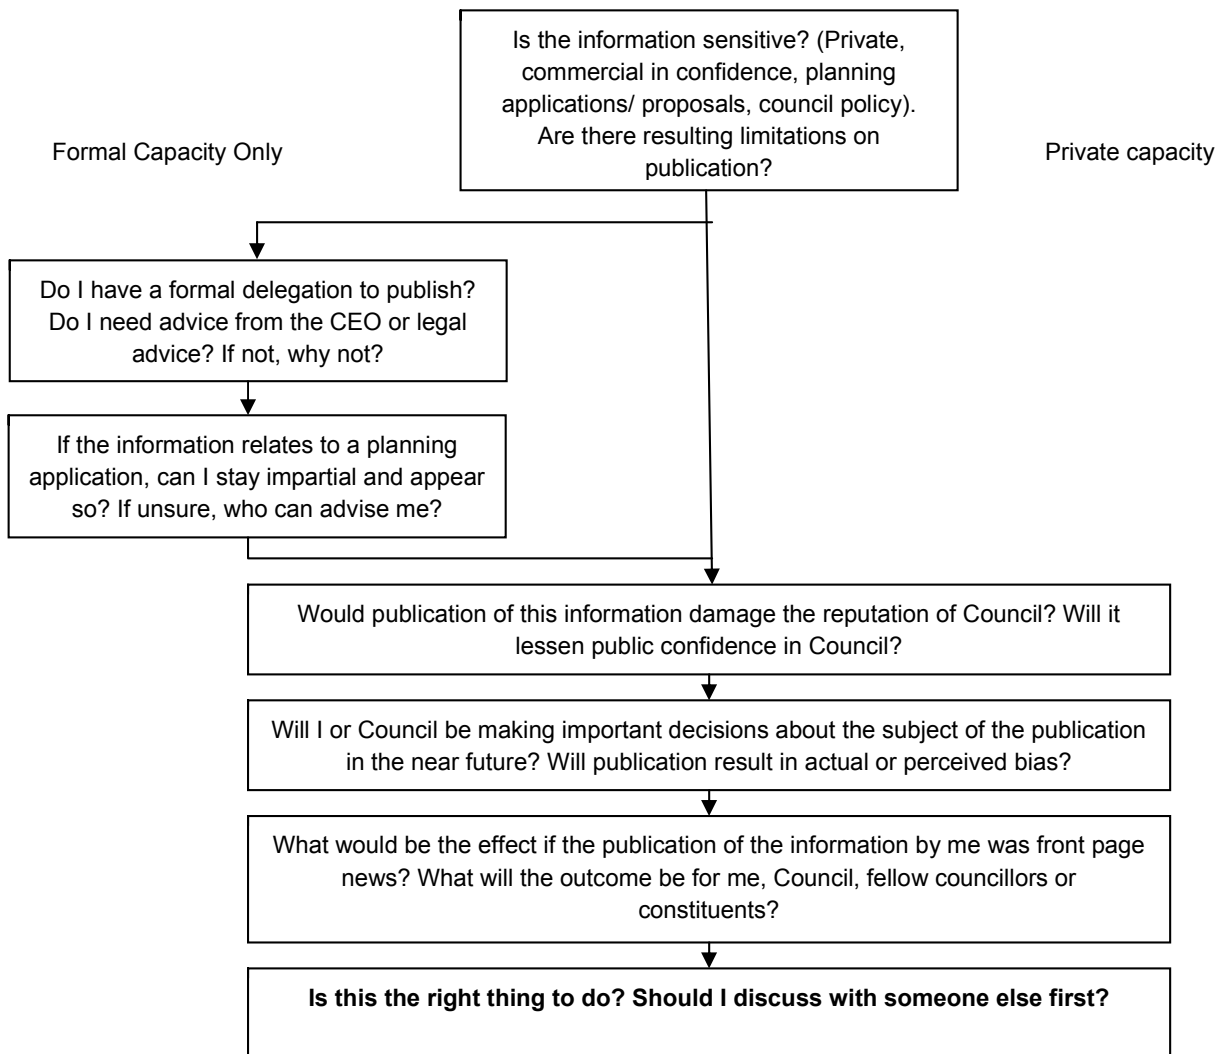 Is the information sensitive? (Private,
commercial in confidence, planning
applications/ proposals, council policy).
Are there resulting limitations on
publication?
Formal Capacity Only
Private capacity
Do I have a formal delegation to publish?
Do I need advice from the CEO or legal
advice? If not, why not?
If the information relates to a planning
application, can I stay impartial and appear
so? If unsure, who can advise me?
Would publication of this information damage the reputation of Council? Will it
lessen public confidence in Council?
Will I or Council be making important decisions about the subject of the publication
in the near future? Will publication result in actual or perceived bias?
What would be the effect if the publication of the information by me was front page
news? What will the outcome be for me, Council, fellow councillors or
constituents?
Is this the right thing to do? Should I discuss with someone else first?